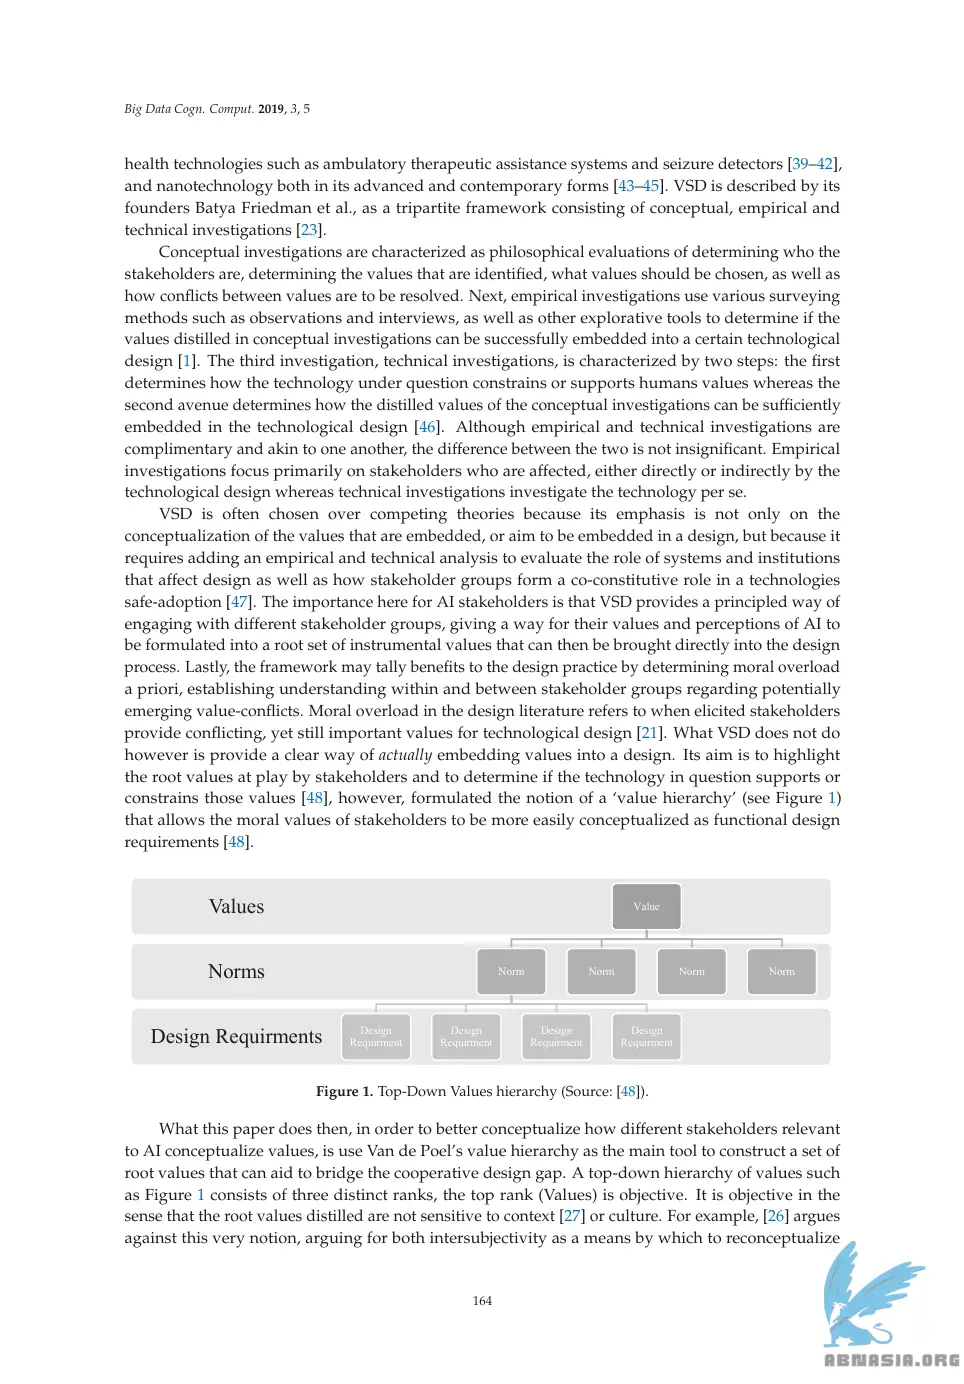 Big Data Cogn. Comput. 2019, 3, 5
health technologies such as ambulatory therapeutic assistance systems and seizure detectors [39–42],
and nanotechnology both in its advanced and contemporary forms [43–45]. VSD is described by its
founders Batya Friedman et al., as a tripartite framework consisting of conceptual, empirical and
technical investigations [23].
Conceptual investigations are characterized as philosophical evaluations of determining who the
stakeholders are, determining the values that are identified, what values should be chosen, as well as
how conflicts between values are to be resolved. Next, empirical investigations use various surveying
methods such as observations and interviews, as well as other explorative tools to determine if the
values distilled in conceptual investigations can be successfully embedded into a certain technological
design [1]. The third investigation, technical investigations, is characterized by two steps: the first
determines how the technology under question constrains or supports humans values whereas the
second avenue determines how the distilled values of the conceptual investigations can be sufficiently
embedded in the technological design [46]. Although empirical and technical investigations are
complimentary and akin to one another, the difference between the two is not insignificant. Empirical
investigations focus primarily on stakeholders who are affected, either directly or indirectly by the
technological design whereas technical investigations investigate the technology per se.
VSD is often chosen over competing theories because its emphasis is not only on the
conceptualization of the values that are embedded, or aim to be embedded in a design, but because it
requires adding an empirical and technical analysis to evaluate the role of systems and institutions
that affect design as well as how stakeholder groups form a co-constitutive role in a technologies
safe-adoption [47]. The importance here for AI stakeholders is that VSD provides a principled way of
engaging with different stakeholder groups, giving a way for their values and perceptions of AI to
be formulated into a root set of instrumental values that can then be brought directly into the design
process. Lastly, the framework may tally benefits to the design practice by determining moral overload
a priori, establishing understanding within and between stakeholder groups regarding potentially
emerging value-conflicts. Moral overload in the design literature refers to when elicited stakeholders
provide conflicting, yet still important values for technological design [21]. What VSD does not do
however is provide a clear way of actually embedding values into a design. Its aim is to highlight
the root values at play by stakeholders and to determine if the technology in question supports or
constrains those values [48], however, formulated the notion of a ‘value hierarchy’ (see Figure 1)
that allows the moral values of stakeholders to be more easily conceptualized as functional design
requirements [48].
Values
Value
Norms
Norm Norm Norm Norm
Design Requirments
Design Requirment
Design Requirment
Design Requirment
Design Requirment
Figure 1. Top-Down Values hierarchy (Source: [48]).
What this paper does then, in order to better conceptualize how different stakeholders relevant
to AI conceptualize values, is use Van de Poel’s value hierarchy as the main tool to construct a set of
root values that can aid to bridge the cooperative design gap. A top-down hierarchy of values such
as Figure 1 consists of three distinct ranks, the top rank (Values) is objective. It is objective in the
sense that the root values distilled are not sensitive to context [27] or culture. For example, [26] argues
against this very notion, arguing for both intersubjectivity as a means by which to reconceptualize
164
ABNASIA.ORG